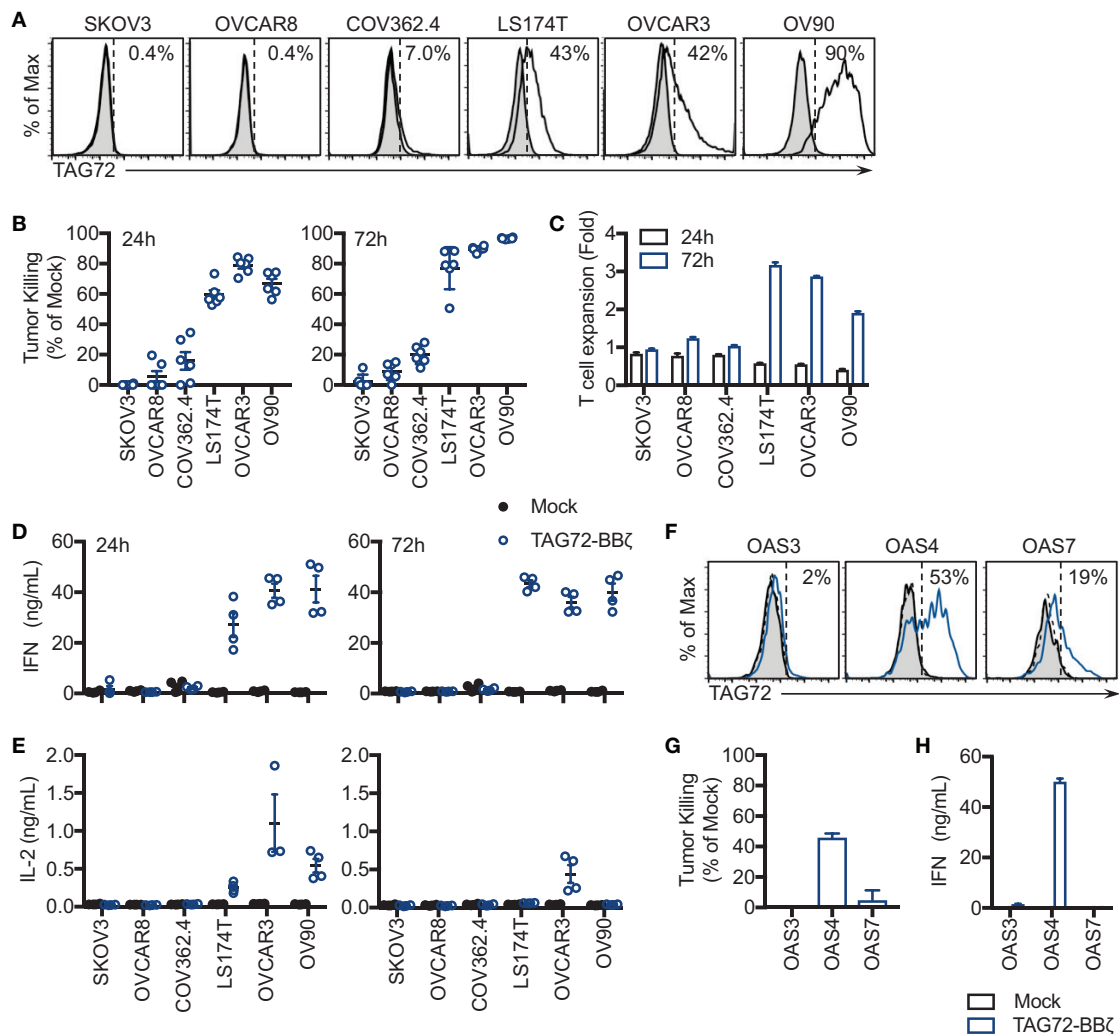 A
SKOV3 OVCAR8 COV362.4 LS174T OVCAR3 OV90
% of Max
0.4% 0.4% 7.0% 43% 42% 90%
TAG72
B
Tumor Killing
(% of Mock)
24h
100
80
60
40
20
0
SKOV3 OVCAR8 COV362.4 LS174T OVCAR3 OV90
72h
100
80
60
40
20
0
SKOV3 OVCAR8 COV362.4 LS174T OVCAR3 OV90
C
T cell expansion (Fold)
24h
72h
4
3
2
1
0
SKOV3 OVCAR8 COV362.4 LS174T OVCAR3 OV90
Mock
TAG72-BBζ
D
IFN (ng/mL)
24h
60
40
20
0
72h
60
40
20
0
E
IL-2 (ng/mL)
2.0
1.5
1.0
0.5
0.0
SKOV3 OVCAR8 COV362.4 LS174T OVCAR3 OV90
2.0
1.5
1.0
0.5
0.0
SKOV3 OVCAR8 COV362.4 LS174T OVCAR3 OV90
F
OAS3 OAS4 OAS7
% of Max
2% 53% 19%
TAG72
G
Tumor Killing
(% of Mock)
100
80
60
40
20
0
OAS3 OAS4 OAS7
H
IFN (ng/mL)
60
40
20
0
OAS3 OAS4 OAS7
Mock
TAG72-BBζ